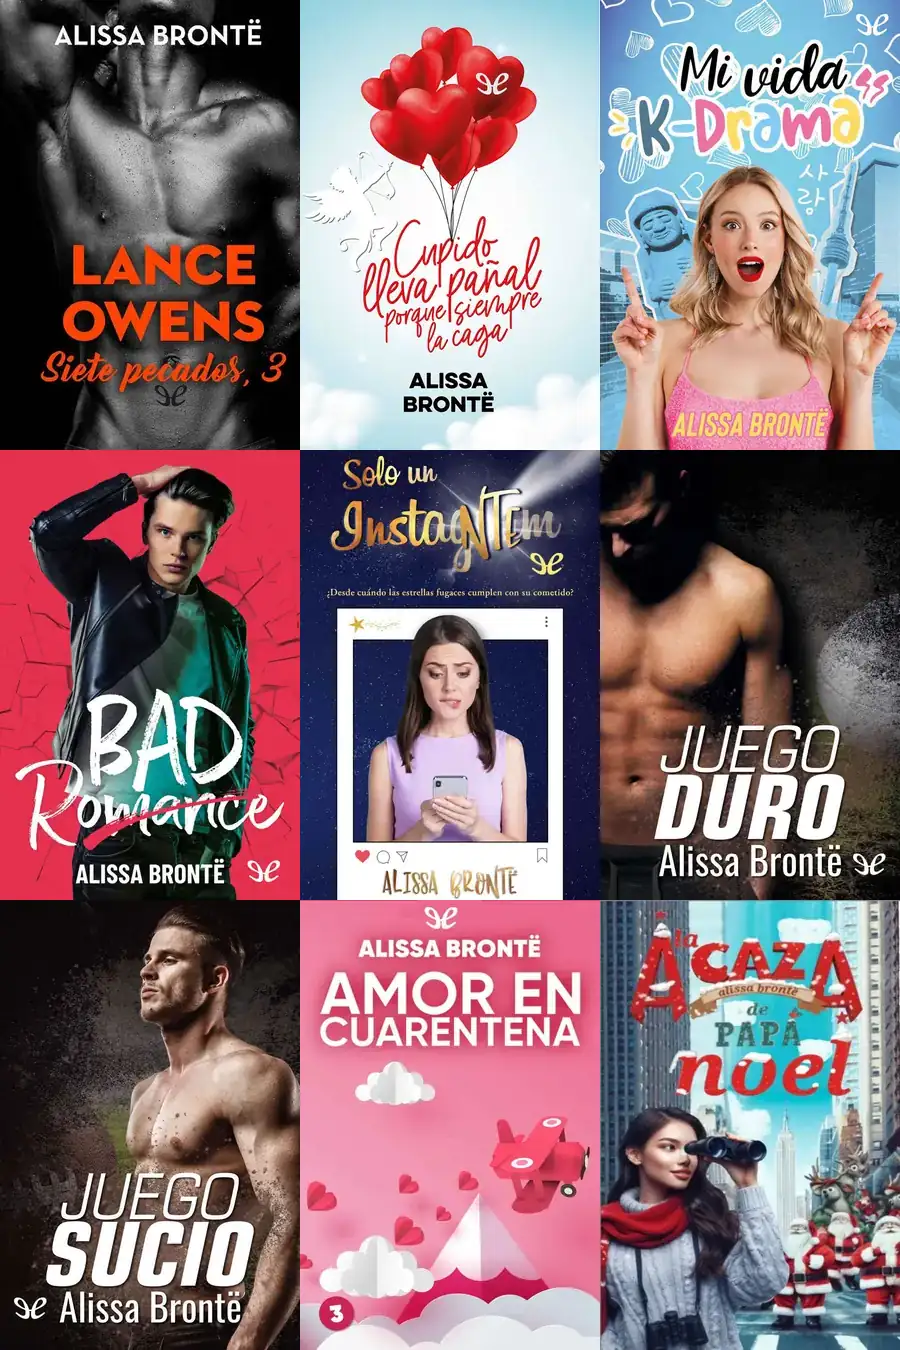 ALISSA BRONTË
LANCE
OWENS
Siete pecados, 3
Cupido
lleva pañal
porque siempre
la caga
ALISSA
BRONTË
Mi vida
K-Drama
사
랑
ALISSA BRONTË
BAD
Romance
ALISSA BRONTË
Solo un
InstagNTEm
¿Desde cuándo las estrellas fugaces cumplen con su cometido?
ALISSA BRONTË
JUEGO
DURO
Alissa Brontë
JUEGO
SUCIO
Alissa Brontë
ALISSA BRONTË
AMOR EN
CUARENTENA
3
A la CAZA
alissa brontë
de
PAPÁ
noel